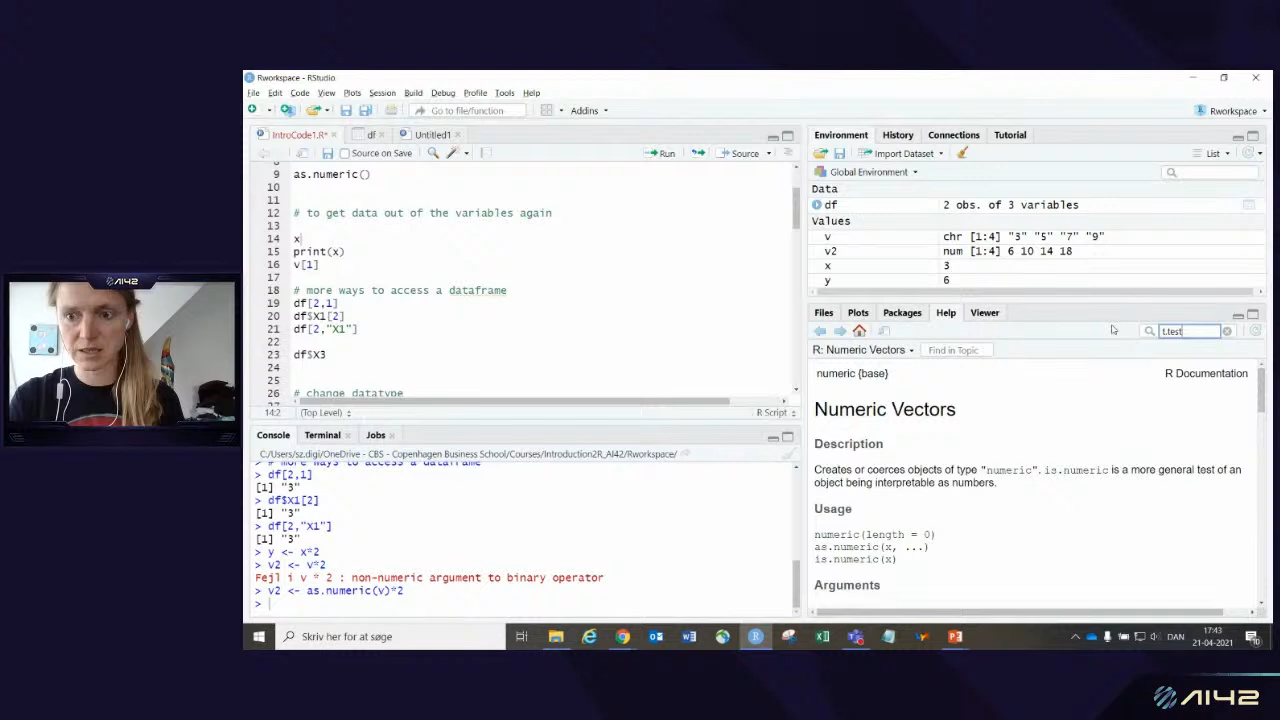 Rworkspace - RStudio
File Edit Code View Plots Session Build Debug Profile Tools Help
Go to file/function Addins Rworkspace
IntroCode1.R* df Untitled1
Source on Save Run Source
9 as.numeric()
10
11
12 # to get data out of the variables again
13
14 x
15 print(x)
16 v[1]
17
18 # more ways to access a dataframe
19 df[2,1]
20 df$X1[2]
21 df[2,"X1"]
22
23 df$X3
24
25
26 # change datatype
14:2 (Top Level) R Script
Console Terminal Jobs
C:/Users/sz.digi/OneDrive - CBS - Copenhagen Business School/Courses/Introduction2R_AI42/Rworkspace/
> # more ways to access a dataframe
> df[2,1]
[1] "3"
> df$X1[2]
[1] "3"
> df[2,"X1"]
[1] "3"
> y <- x*2
> v2 <- v*2
Fejl i v * 2 : non-numeric argument to binary operator
> v2 <- as.numeric(v)*2
>
Environment History Connections Tutorial
Import Dataset List
Global Environment
Data
df 2 obs. of 3 variables
Values
v chr [1:4] "3" "5" "7" "9"
v2 num [1:4] 6 10 14 18
x 3
y 6
Files Plots Packages Help Viewer
t.test
R: Numeric Vectors Find in Topic
numeric {base} R Documentation
Numeric Vectors
Description
Creates or coerces objects of type "numeric". is.numeric is a more general test of an
object being interpretable as numbers.
Usage
numeric(length = 0)
as.numeric(x, ...)
is.numeric(x)
Arguments
Skriv her for at søge
DAN
17:43
21-04-2021
AI42
AI42